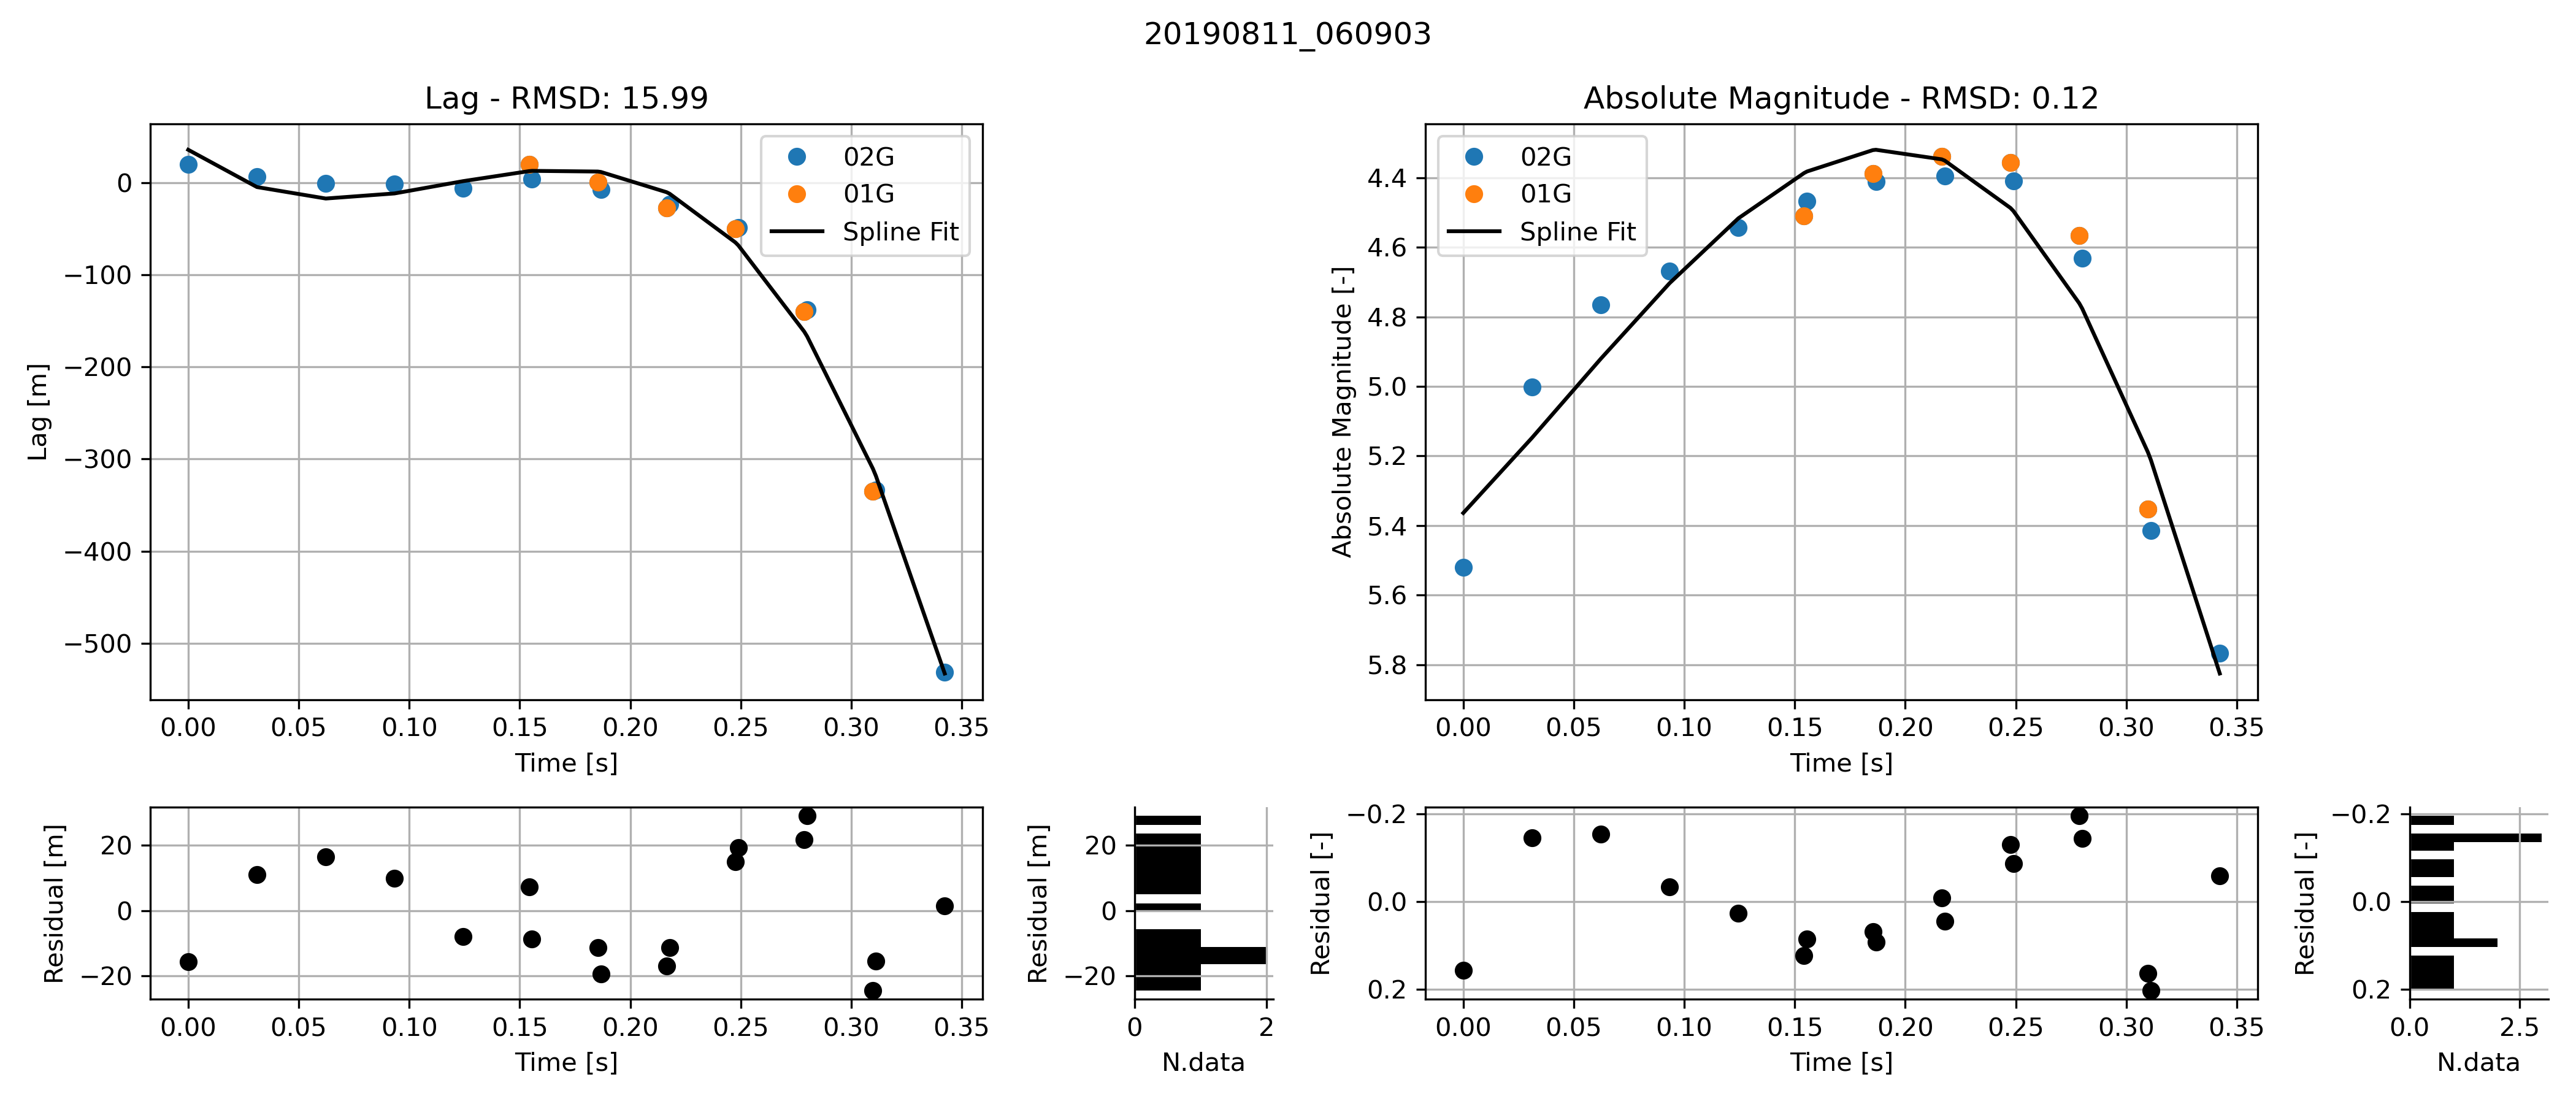 20190811_060903
Lag - RMSD: 15.99
02G
01G
Spline Fit
0
−100
−200
−300
−400
−500
Lag [m]
0.00 0.05 0.10 0.15 0.20 0.25 0.30 0.35
Time [s]
Absolute Magnitude - RMSD: 0.12
02G
01G
Spline Fit
4.4
4.6
4.8
5.0
5.2
5.4
5.6
5.8
Absolute Magnitude [-]
0.00 0.05 0.10 0.15 0.20 0.25 0.30 0.35
Time [s]
20
0
−20
Residual [m]
0.00 0.05 0.10 0.15 0.20 0.25 0.30 0.35
Time [s]
20
0
−20
Residual [m]
0 2
N.data
−0.2
0.0
0.2
Residual [-]
0.00 0.05 0.10 0.15 0.20 0.25 0.30 0.35
Time [s]
−0.2
0.0
0.2
Residual [-]
0.0 2.5
N.data